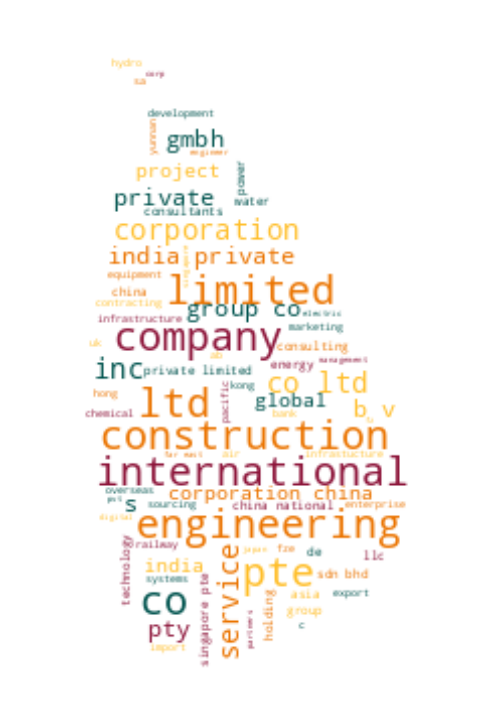 hydro
corp
sa
development
yunnan
gmbh
engineer
project
power
private
water
consultants
corporation
india private
singapore
equipment
limited
china
contracting
group co
electric
infrastructure
marketing
company
uk
consulting
ab
management
inc
energy
private limited
co ltd
kong
hong
pacific
global
ltd
b v
chemical
bank
construction
far east
air
infrastucture
international
overseas
corporation china
pvt
s
sourcing
china national
enterprise
digital
engineering
technology
railway
japan
fze
de
llc
service
india
pte
sdn bhd
systems
singapore pte
co
holding
asia
export
group
pty
partners
c
import